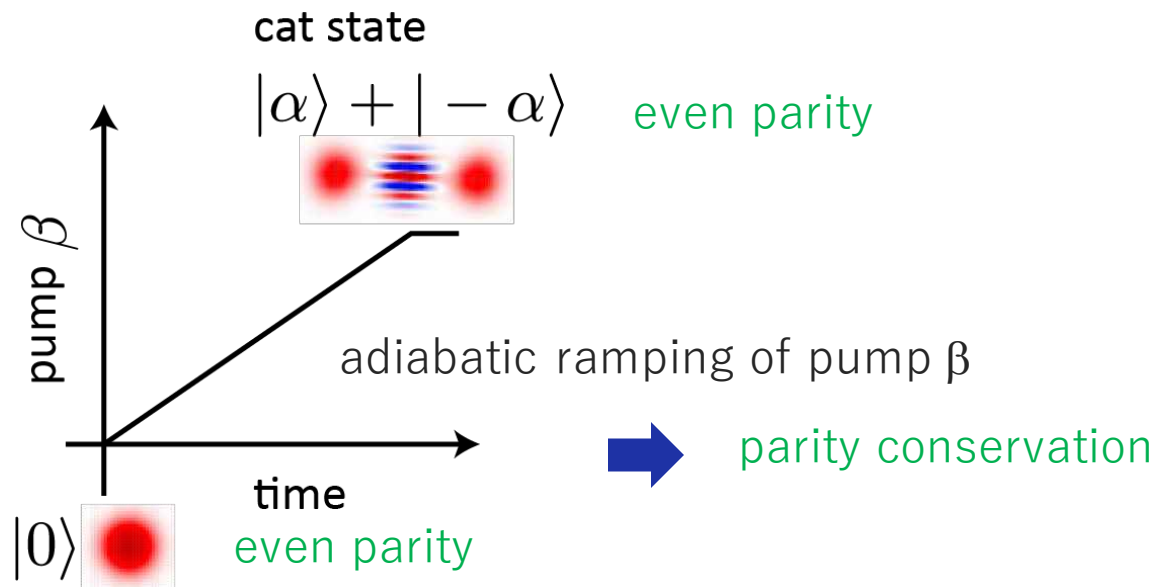 cat state
|α⟩ + | − α⟩
even parity
pump β
adiabatic ramping of pump β
parity conservation
time
|0⟩
even parity